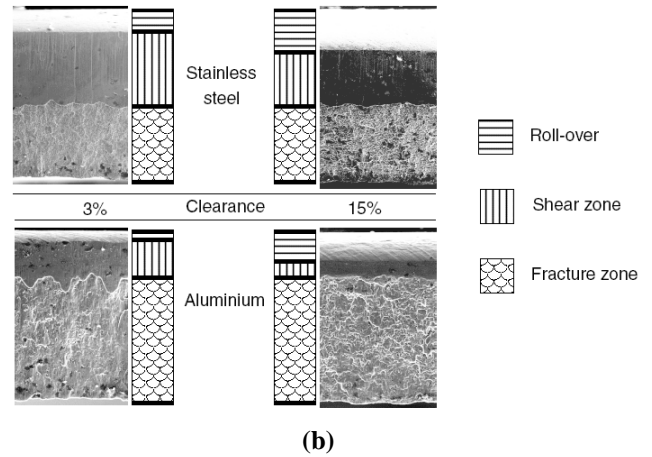 Stainless
steel
Roll-over
Shear zone
3% Clearance 15%
Aluminium
Fracture zone
(b)